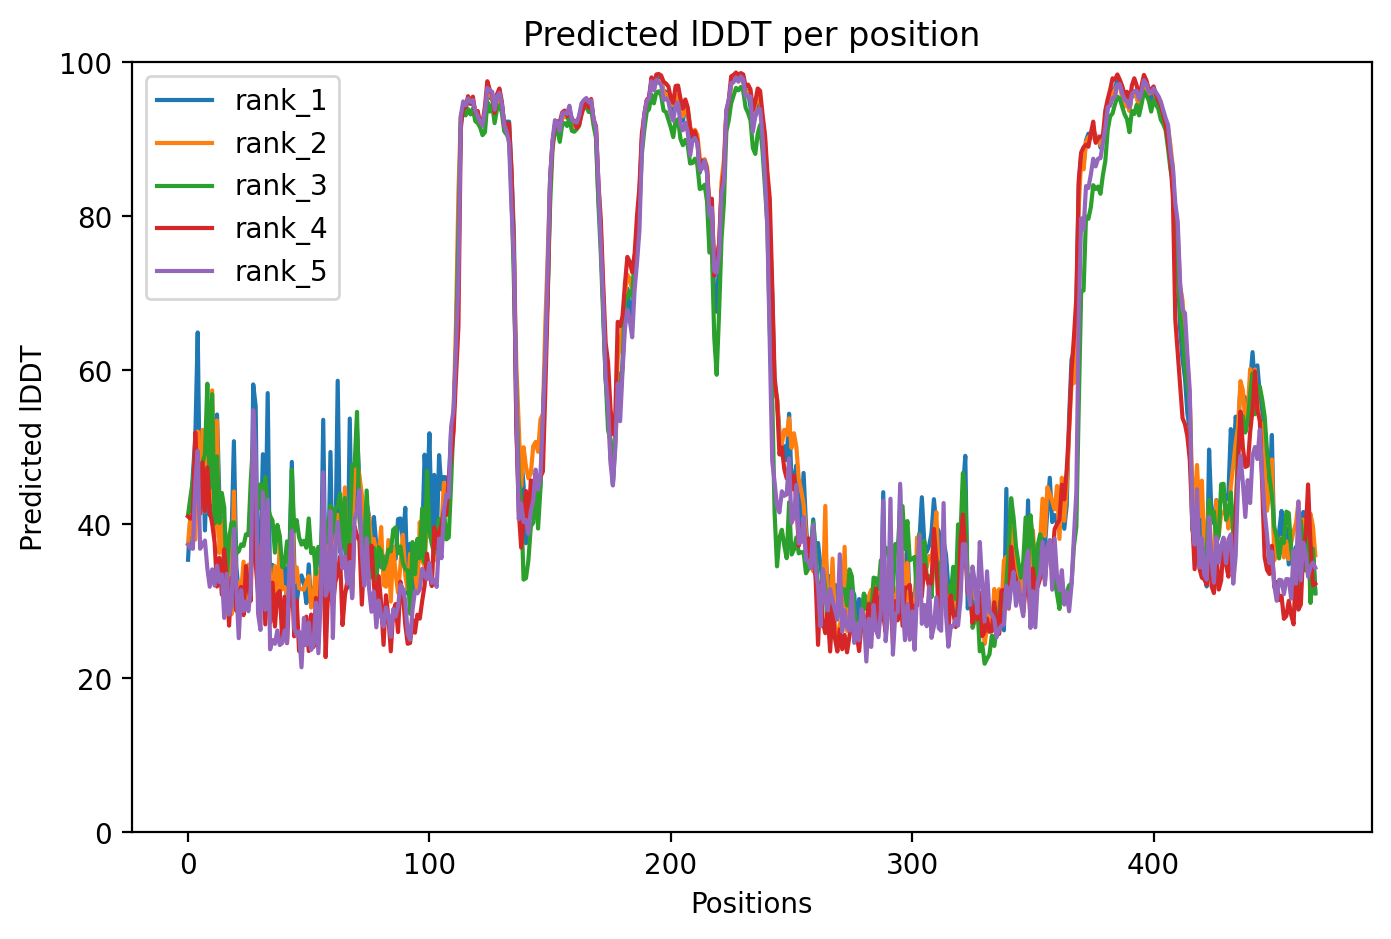 Predicted lDDT per position
100
80
60
40
20
0
Predicted lDDT
rank_1
rank_2
rank_3
rank_4
rank_5
0 100 200 300 400
Positions